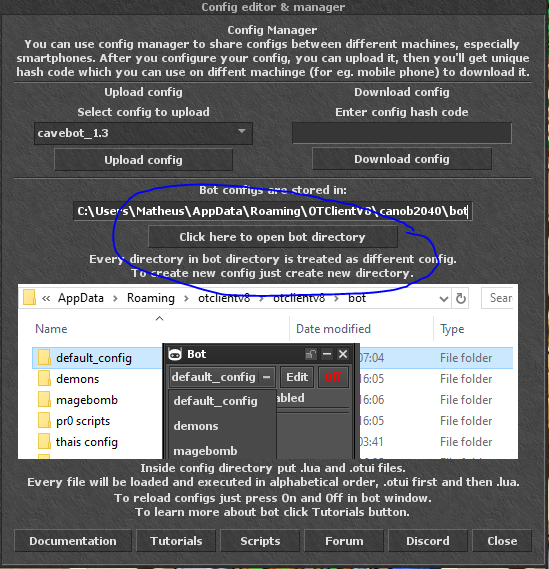 Config editor & manager
Config Manager
You can use config manager to share configs between different machines, especially
smartphones. After you configure your config, you can upload it, then you'll get unique
hash code which you can use on diffent machinge (for eg. mobile phone) to download it.
Upload config
Download config
Select config to upload
Enter config hash code
cavebot_1.3
Upload config
Download config
Bot configs are stored in:
C:\Users\Matheus\AppData\Roaming\OTClientV8\canob2040\bot
Click here to open bot directory
Every directory in bot directory is treated as different config.
To create new config just create new directory.
« AppData › Roaming › otclientv8 › otclientv8 › bot
Sear
Name
Date modified
Type
default_config
07:04
File folder
demons
16:05
File folder
magebomb
16:05
File folder
pr0 scripts
16:06
File folder
thais config
03:41
File folder
Bot
default_config
Edit
Off
default_config
abled
demons
magebomb
Inside config directory put .lua and .otui files.
Every file will be loaded and executed in alphabetical order, .otui first and then .lua.
To reload configs just press On and Off in bot window.
To learn more about bot click Tutorials button.
Documentation
Tutorials
Scripts
Forum
Discord
Close